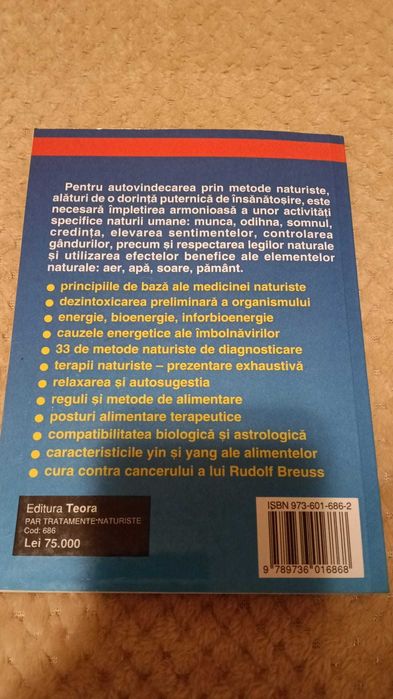 Pentru autovindecarea prin metode naturiste,
alături de o dorință puternică de însănătoșire, este
necesară împletirea armonioasă a unor activități
specifice naturii umane: munca, odihna, somnul,
credința, elevarea sentimentelor, controlarea
gândurilor, precum și respectarea legilor naturale
și utilizarea efectelor benefice ale elementelor
naturale: aer, apă, soare, pământ.
principiile de bază ale medicinei naturiste
dezintoxicarea preliminară a organismului
energie, bioenergie, inforbioenergie
cauzele energetice ale îmbolnăvirilor
33 de metode naturiste de diagnosticare
terapii naturiste – prezentare exhaustivă
relaxarea și autosugestia
reguli și metode de alimentare
posturi alimentare terapeutice
compatibilitatea biologică și astrologică
caracteristicile yin și yang ale alimentelor
cura contra cancerului a lui Rudolf Breuss
Editura Teora
PAR TRATAMENTE NATURISTE
Cod: 686
Lei 75.000
ISBN 973-601-686-2
9 789736 016868